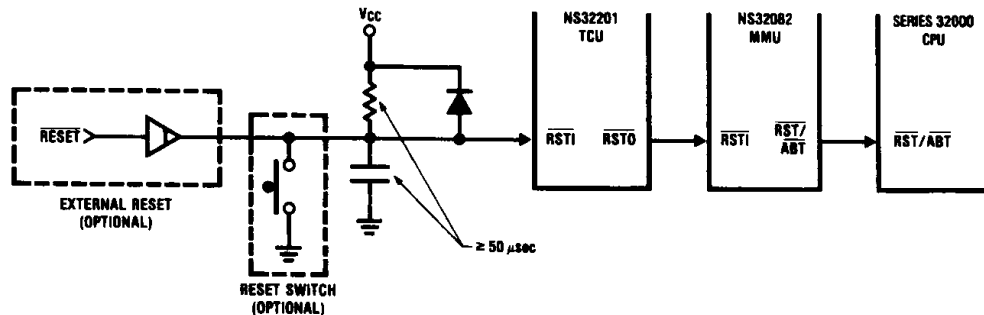 VCC
NS32201
TCU
NS32082
MMU
SERIES 32000
CPU
RESET
RSTI
RSTO
RSTI
RST/
ABT
RST/ABT
EXTERNAL RESET
(OPTIONAL)
≥ 50 μsec
RESET SWITCH
(OPTIONAL)